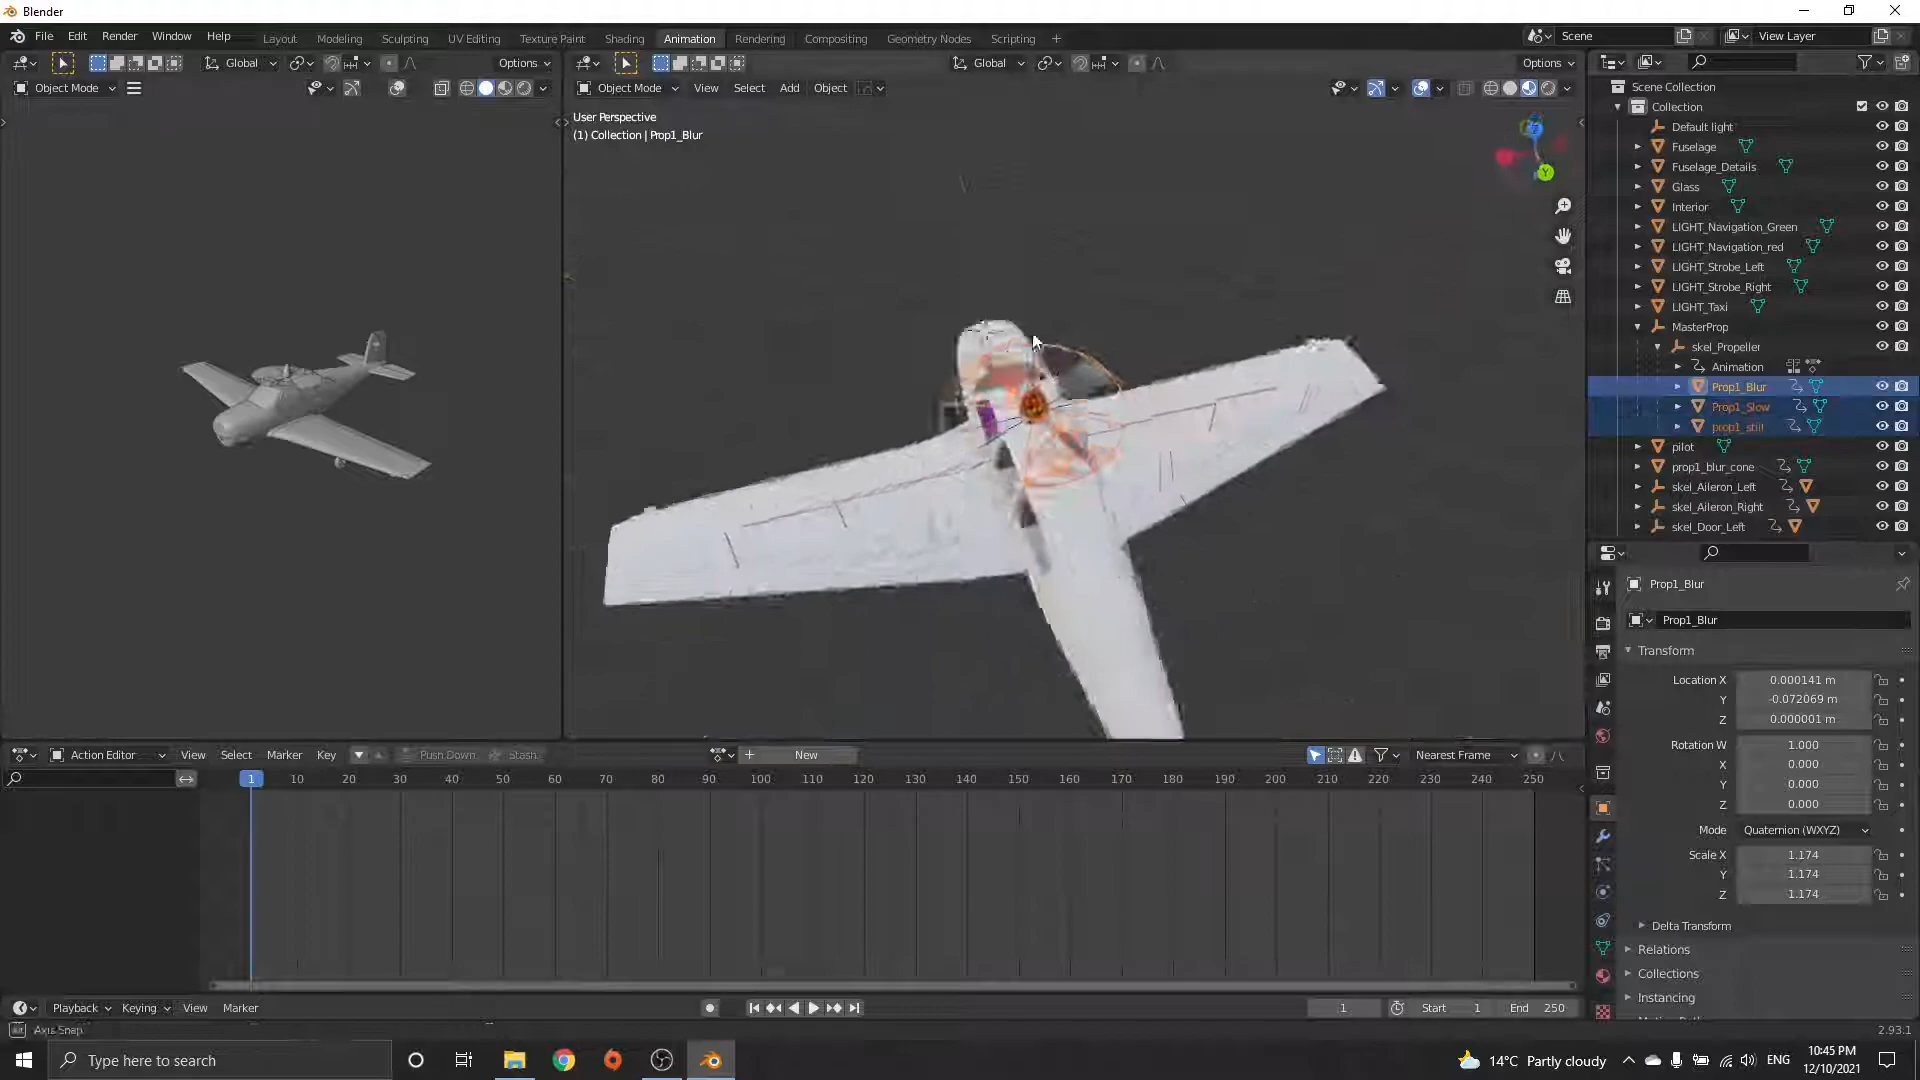 Blender
File Edit Render Window Help Layout Modeling Sculpting UV Editing Texture Paint Shading Animation Rendering Compositing Geometry Nodes Scripting + Scene View Layer
Global Options Global Options
Object Mode Object Mode View Select Add Object
User Perspective
(1) Collection | Prop1_Blur
Y
Scene Collection
Collection
Default light
Fuselage
Fuselage_Details
Glass
Interior
LIGHT_Navigation_Green
LIGHT_Navigation_red
LIGHT_Strobe_Left
LIGHT_Strobe_Right
LIGHT_Taxi
MasterProp
skel_Propeller
Animation
Prop1_Blur
Prop1_Slow
prop1_still
pilot
prop1_blur_cone
skel_Aileron_Left
skel_Aileron_Right
skel_Door_Left
Prop1_Blur
Prop1_Blur
Transform
Location X 0.000141 m
Y -0.072069 m
Z 0.000001 m
Rotation W 1.000
X 0.000
Y 0.000
Z 0.000
Mode Quaternion (WXYZ)
Scale X 1.174
Y 1.174
Z 1.174
Delta Transform
Relations
Collections
Instancing
Action Editor View Select Marker Key Push Down Stash + New Nearest Frame
1 10 20 30 40 50 60 70 80 90 100 110 120 130 140 150 160 170 180 190 200 210 220 230 240 250
Playback Keying View Marker 1 Start 1 End 250
Axis Snap 2.93.1
Type here to search 14°C Partly cloudy ENG 10:45 PM
12/10/2021